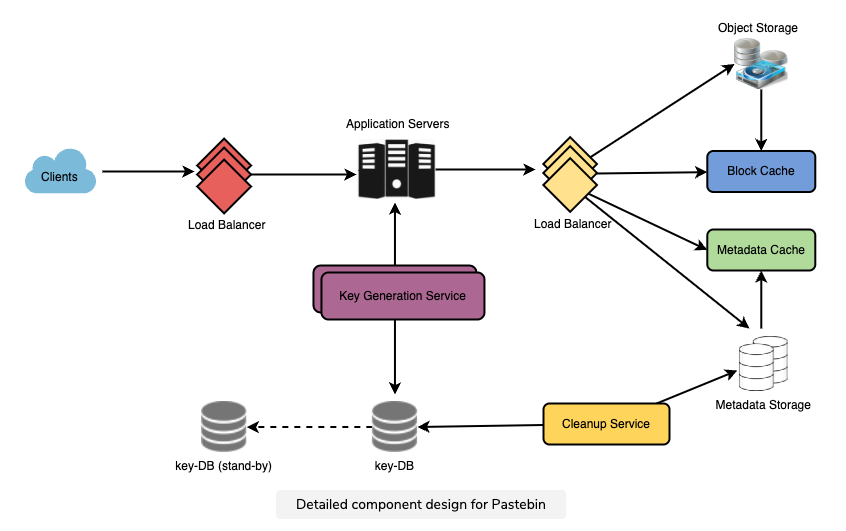 Object Storage
Application Servers
Clients
Block Cache
Load Balancer
Load Balancer
Metadata Cache
Key Generation Service
Metadata Storage
Cleanup Service
key-DB (stand-by)
key-DB
Detailed component design for Pastebin